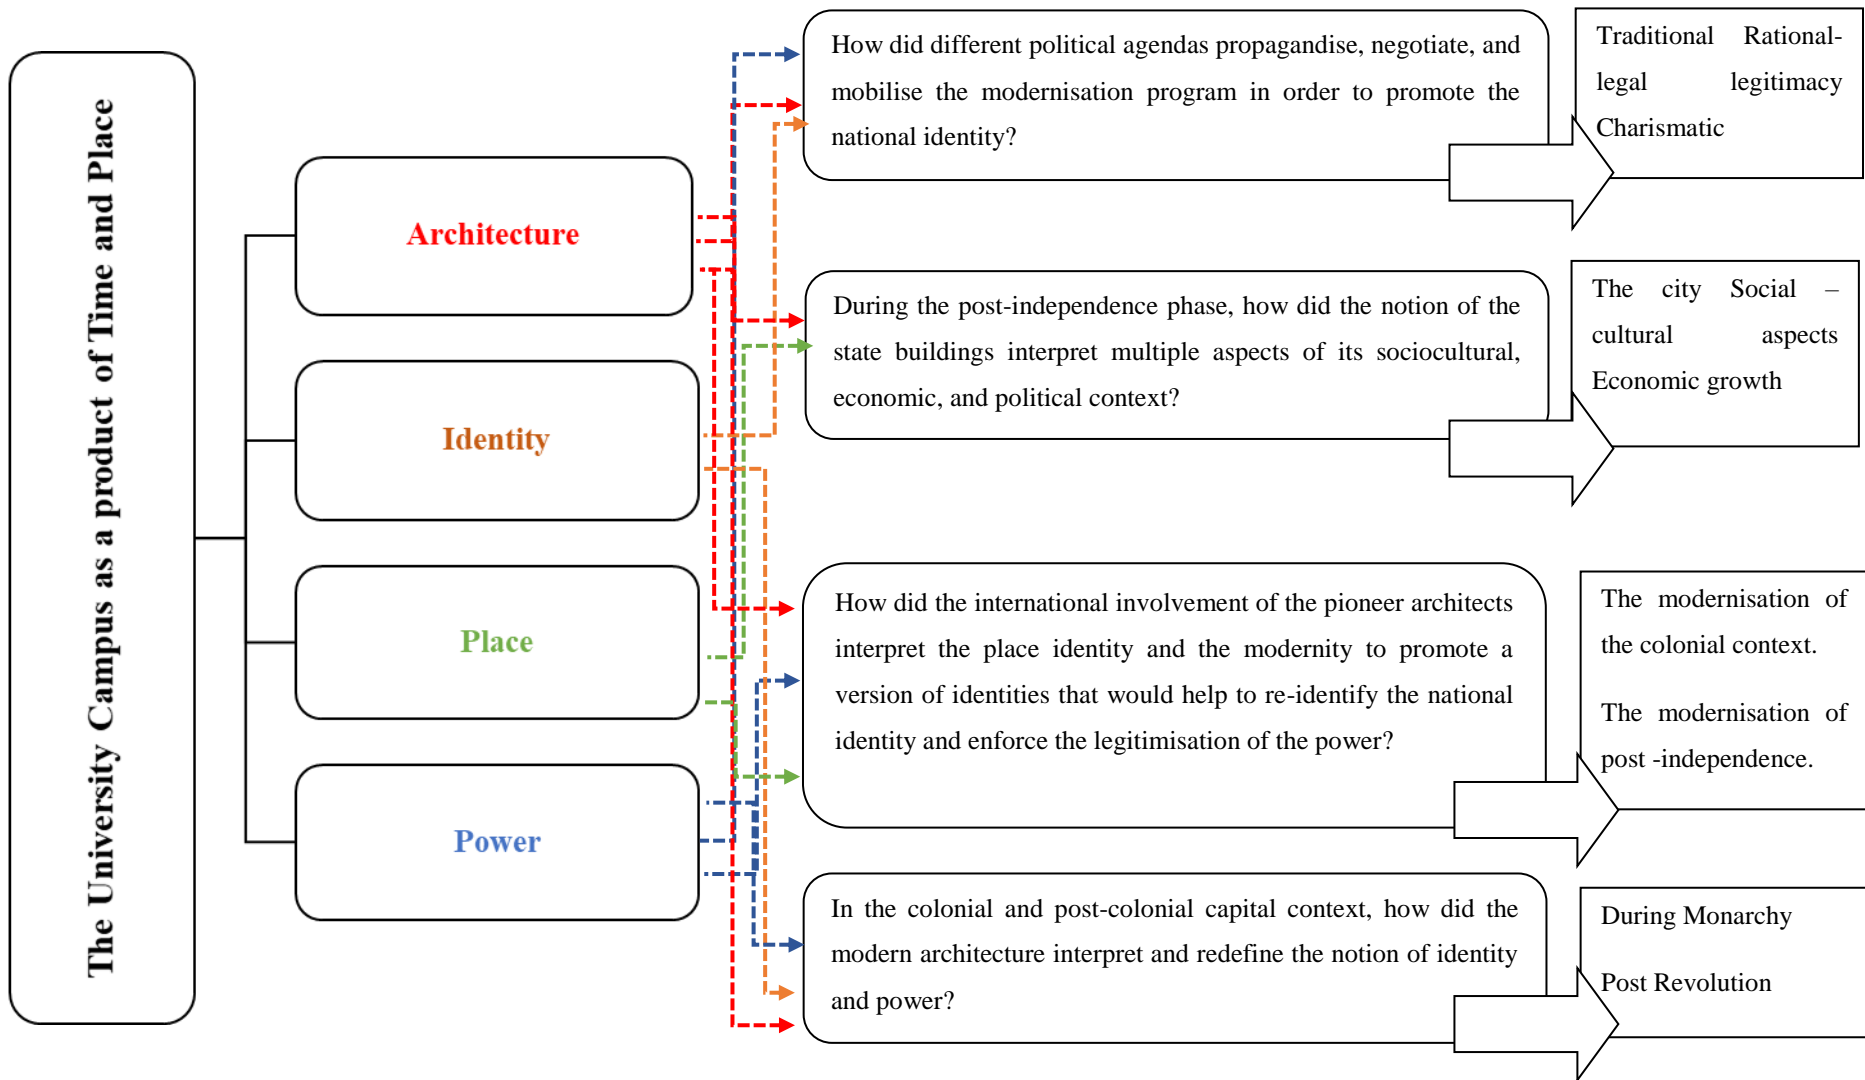 The University Campus as a product of Time and Place
Architecture
Identity
Place
Power
How did different political agendas propagandise, negotiate, and
mobilise the modernisation program in order to promote the
national identity?
Traditional Rational-
legal legitimacy
Charismatic
During the post-independence phase, how did the notion of the
state buildings interpret multiple aspects of its sociocultural,
economic, and political context?
The city Social –
cultural aspects
Economic growth
How did the international involvement of the pioneer architects
interpret the place identity and the modernity to promote a
version of identities that would help to re-identify the national
identity and enforce the legitimisation of the power?
The modernisation of
the colonial context.
The modernisation of
post -independence.
In the colonial and post-colonial capital context, how did the
modern architecture interpret and redefine the notion of identity
and power?
During Monarchy
Post Revolution